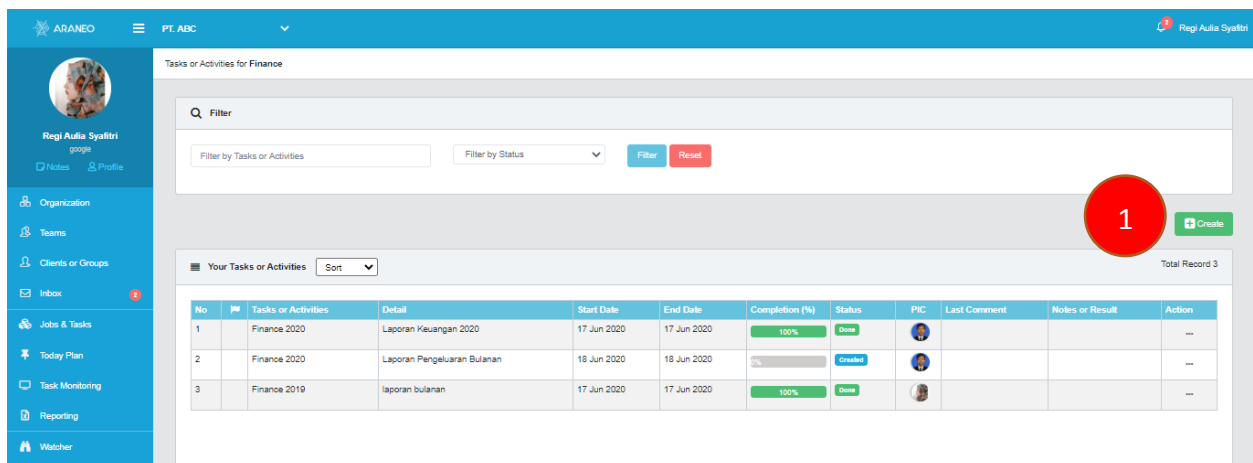 ARANEO
PT. ABC
2
Regi Aulia Syafitri
Regi Aulia Syafitri
google
Notes Profile
Organization
Teams
Clients or Groups
Inbox 2
Jobs & Tasks
Today Plan
Task Monitoring
Reporting
Watcher
Tasks or Activities for Finance
Filter
Filter by Tasks or Activities Filter by Status Filter Reset
1
Create
Your Tasks or Activities Sort Total Record 3
No Tasks or Activities Detail Start Date End Date Completion (%) Status PIC Last Comment Notes or Result Action
1 Finance 2020 Laporan Keuangan 2020 17 Jun 2020 17 Jun 2020 100% Done ...
2 Finance 2020 Laporan Pengeluaran Bulanan 18 Jun 2020 18 Jun 2020 0% Created ...
3 Finance 2019 laporan bulanan 17 Jun 2020 17 Jun 2020 100% Done ...